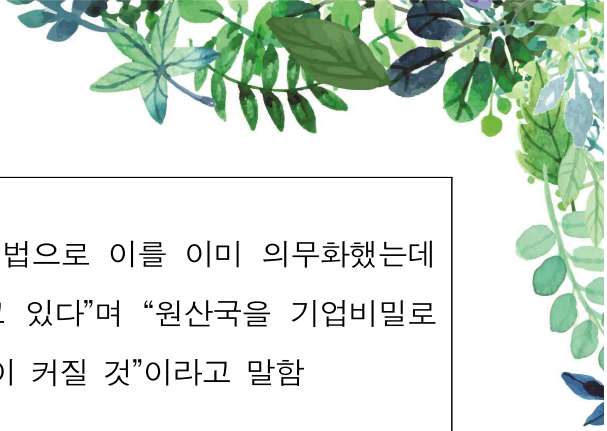 법으로 이를 이미 의무화했는데
있다”며 “원산국을 기업비밀로
커질 것”이라고 말함